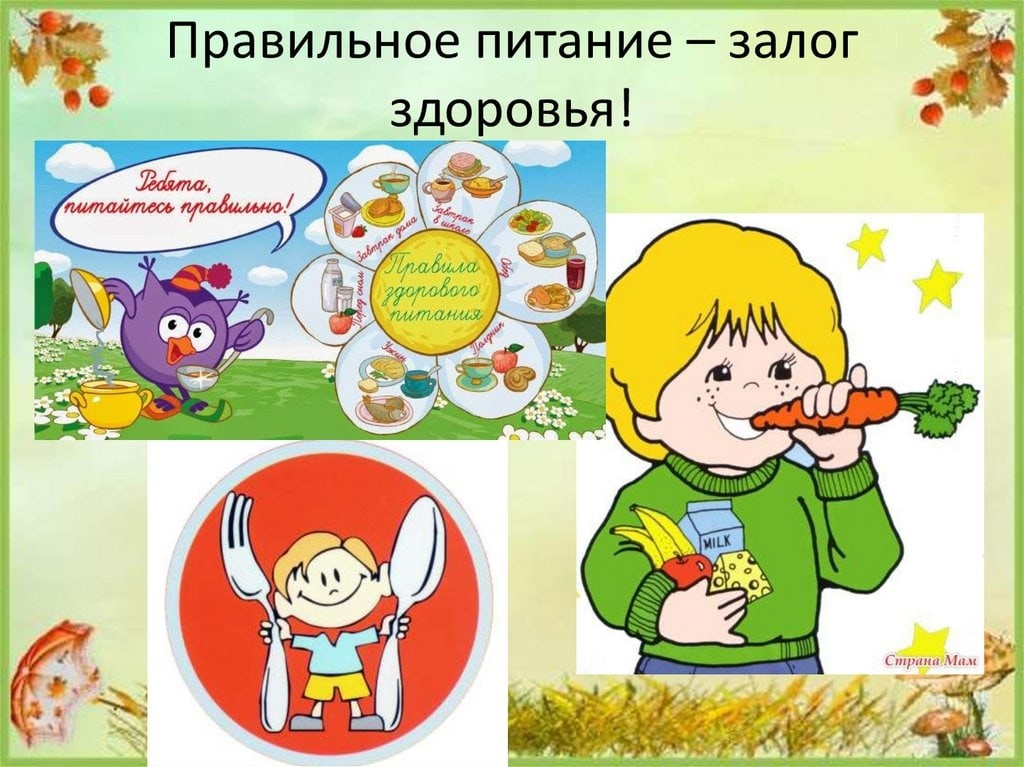 Правильное питание – залог
здоровья!
Ребята,
питайтесь правильно!
Завтрак дома
Завтрак
в школе
Обед
Правила
здорового
питания
Перед сном
Ужин
Полдник
MILK
Страна Мам